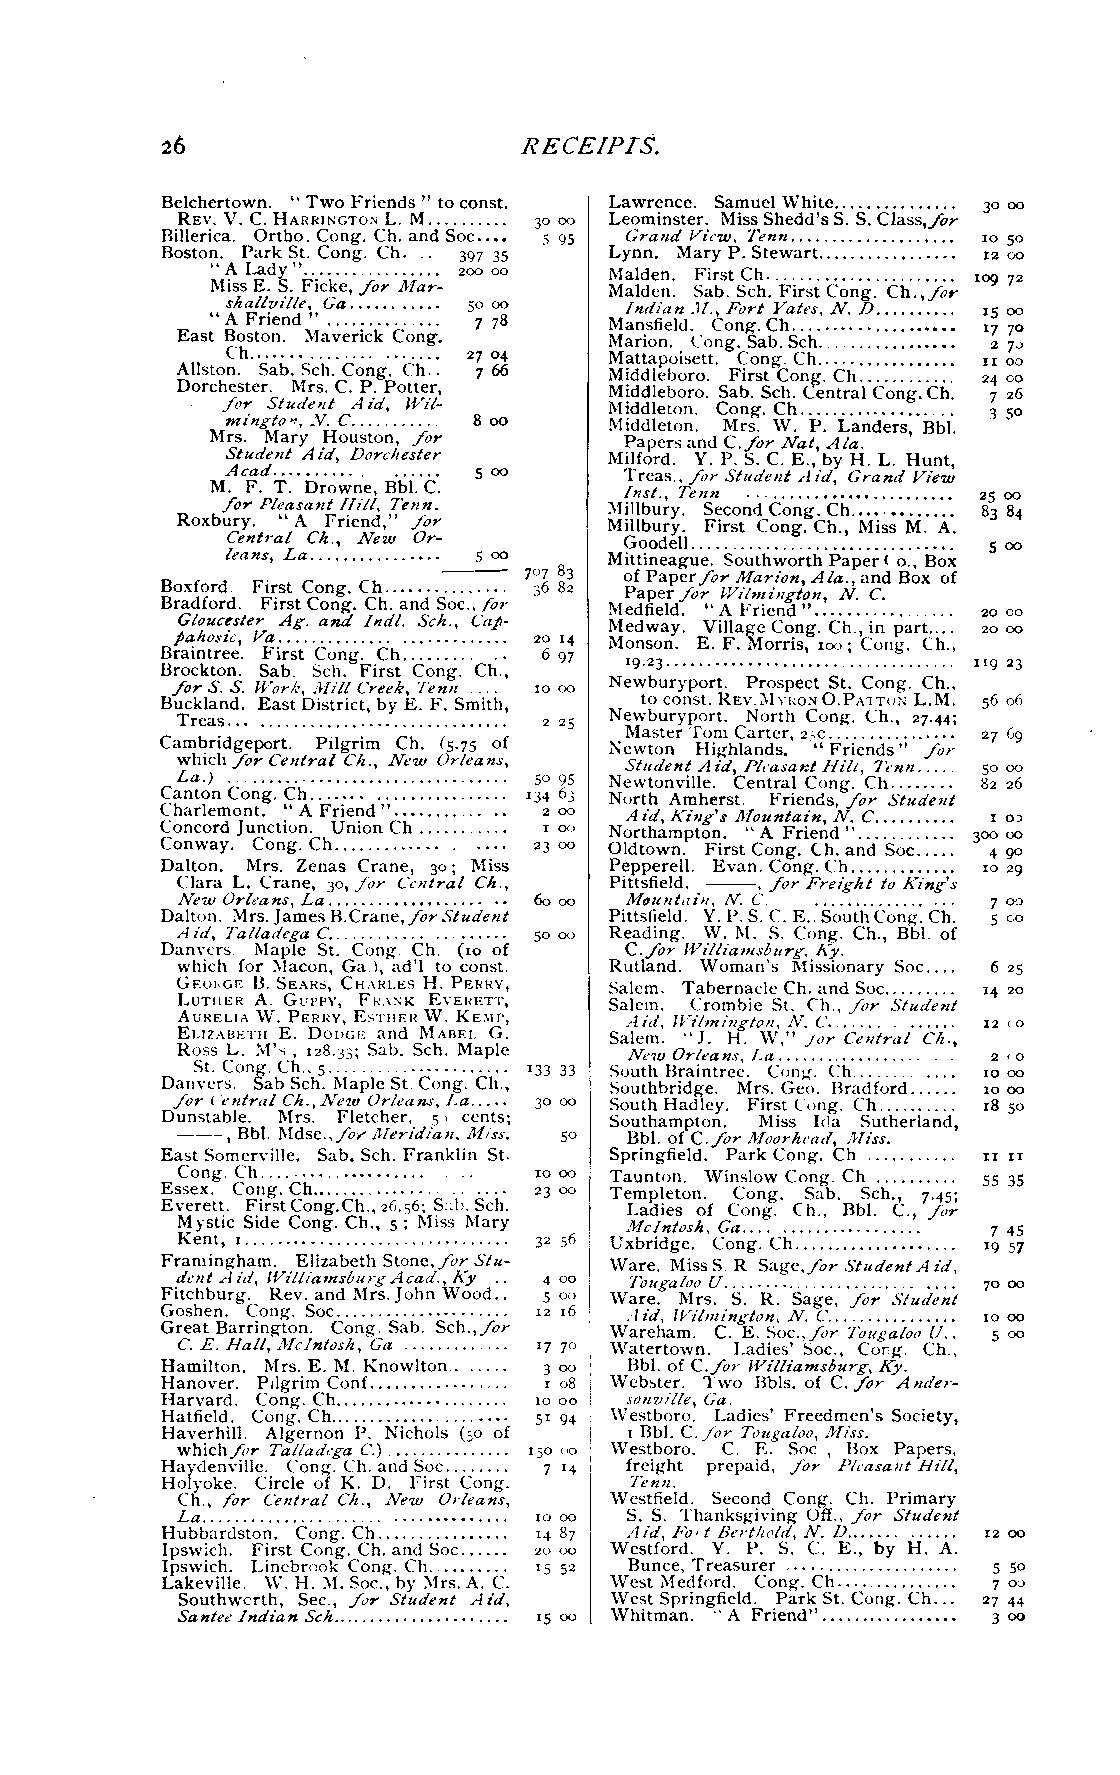 26
RECEIPTS.
Belchertown. "Two Friends" to const.
REV. V. C. HARRINGTON L. M.......... 30 00
Billerica. Ortho. Cong. Ch. and Soc.... 5 95
Boston. Park St. Cong. Ch. .. 397 35
"A Lady"................. 200 00
Miss E. S. Ficke, for Mar-
shallville, Ga........... 50 00
"A Friend".............. 7 78
East Boston. Maverick Cong.
Ch....................... 27 04
Allston. Sab. Sch. Cong. Ch.. 7 66
Dorchester. Mrs. C. P. Potter,
for Student Aid, Wil-
mington, N. C........... 8 00
Mrs. Mary Houston, for
Student Aid, Dorchester
Acad.................... 5 00
M. F. T. Drowne, Bbl. C.
for Pleasant Hill, Tenn.
Roxbury. "A Friend," for
Central Ch., New Or-
leans, La................ 5 00
——— 707 83
Boxford. First Cong. Ch............... 36 82
Bradford. First Cong. Ch. and Soc., for
Gloucester Ag. and Indl. Sch., Cap-
pahosic, Va............................ 20 14
Braintree. First Cong. Ch............. 6 97
Brockton. Sab. Sch. First Cong. Ch.,
for S. S. Work, Mill Creek, Tenn .... 10 00
Buckland. East District, by E. F. Smith,
Treas... .............................. 2 25
Cambridgeport. Pilgrim Ch. (5.75 of
which for Central Ch., New Orleans,
La.) .................................. 50 95
Canton Cong. Ch....... ................ 134 63
Charlemont. "A Friend".............. 2 00
Concord Junction. Union Ch ........... 1 00
Conway. Cong. Ch............. . .... 23 00
Dalton. Mrs. Zenas Crane, 30; Miss
Clara L. Crane, 30, for Central Ch.,
New Orleans, La...................... 60 00
Dalton. Mrs. James B. Crane, for Student
Aid, Talladega C...................... 50 00
Danvers. Maple St. Cong. Ch. (10 of
which for Macon, Ga.), ad'l to const.
GEORGE B. SEARS, CHARLES H. PERRY,
LUTHER A. GUPPY, FRANK EVERETT,
AURELIA W. PERRY, ESTHER W. KEMP,
ELIZABETH E. DODGE and MABEL G.
Ross L. M's, 128.33; Sab. Sch. Maple
St. Cong. Ch., 5...................... 133 33
Danvers. Sab Sch. Maple St. Cong. Ch.,
for Central Ch., New Orleans, La..... 30 00
Dunstable. Mrs. Fletcher, 50 cents;
———, Bbl. Mdse., for Meridian, Miss. 50
East Somerville. Sab. Sch. Franklin St.
Cong. Ch.................... ... 10 00
Essex. Cong. Ch....................... 23 00
Everett. First Cong. Ch., 26.56; Sab. Sch.
Mystic Side Cong. Ch., 5; Miss Mary
Kent, 1................................ 32 56
Framingham. Elizabeth Stone, for Stu-
dent Aid, Williamsburg Acad., Ky .. 4 00
Fitchburg. Rev. and Mrs. John Wood.. 5 00
Goshen. Cong. Soc..................... 12 16
Great Barrington. Cong. Sab. Sch., for
C. E. Hall, McIntosh, Ga ............. 17 70
Hamilton. Mrs. E. M. Knowlton.. ...... 3 00
Hanover. Pilgrim Conf................. 1 08
Harvard. Cong. Ch..................... 10 00
Hatfield. Cong. Ch...................... 51 94
Haverhill. Algernon P. Nichols (50 of
which for Talladega C.) .............. 150 00
Haydenville. Cong. Ch. and Soc........ 7 14
Holyoke. Circle of K. D. First Cong.
Ch., for Central Ch., New Orleans,
La..................................... 10 00
Hubbardston. Cong. Ch................ 14 87
Ipswich. First Cong. Ch. and Soc...... 20 00
Ipswich. Linebrook Cong. Ch.......... 15 52
Lakeville. W. H. M. Soc., by Mrs. A. C.
Southworth, Sec., for Student Aid,
Santee Indian Sch...................... 15 00
Lawrence. Samuel White............... 30 00
Leominster. Miss Shedd's S. S. Class, for
Grand View, Tenn.................... 10 50
Lynn. Mary P. Stewart................. 12 00
Malden. First Ch....................... 109 72
Malden. Sab. Sch. First Cong. Ch., for
Indian M., Fort Yates, N. D.......... 15 00
Mansfield. Cong. Ch.................... 17 70
Marion. Cong. Sab. Sch................. 2 70
Mattapoisett. Cong. Ch................. 11 00
Middleboro. First Cong. Ch............ 24 00
Middleboro. Sab. Sch. Central Cong. Ch. 7 26
Middleton. Cong. Ch................... 3 50
Middleton. Mrs. W. P. Landers, Bbl.
Papers and C. for Nat, Ala.
Milford. Y. P. S. C. E., by H. L. Hunt,
Treas., for Student Aid, Grand View
Inst., Tenn ......................... 25 00
Millbury. Second Cong. Ch............. 83 84
Millbury. First Cong. Ch., Miss M. A.
Goodell................................ 5 00
Mittineague. Southworth Paper Co., Box
of Paper for Marion, Ala., and Box of
Paper for Wilmington, N. C.
Medfield. "A Friend"................. 20 00
Medway. Village Cong. Ch., in part.... 20 00
Monson. E. F. Morris, 100; Cong. Ch.,
19.23................................... 119 23
Newburyport. Prospect St. Cong. Ch.,
to const. REV. MYRON O. PATTON L.M. 56 06
Newburyport. North Cong. Ch., 27.44;
Master Tom Carter, 25c................ 27 69
Newton Highlands. "Friends" for
Student Aid, Pleasant Hill, Tenn..... 50 00
Newtonville. Central Cong. Ch........ 82 26
North Amherst. Friends, for Student
Aid, King's Mountain, N. C.......... 1 00
Northampton. "A Friend"............ 300 00
Oldtown. First Cong. Ch. and Soc..... 4 90
Pepperell. Evan. Cong. Ch............. 10 29
Pittsfield. ———, for Freight to King's
Mountain, N. C. ................ 7 00
Pittsfield. Y. P. S. C. E., South Cong. Ch. 5 00
Reading. W. M. S. Cong. Ch., Bbl. of
C. for Williamsburg, Ky.
Rutland. Woman's Missionary Soc.... 6 25
Salem. Tabernacle Ch. and Soc......... 14 20
Salem. Crombie St. Ch., for Student
Aid, Wilmington, N. C............... 12 00
Salem. "J. H. W," for Central Ch.,
New Orleans, La..................... 2 00
South Braintree. Cong. Ch............ 10 00
Southbridge. Mrs. Geo. Bradford...... 10 00
South Hadley. First Cong. Ch.......... 18 50
Southampton. Miss Ida Sutherland,
Bbl. of C. for Moorhead, Miss.
Springfield. Park Cong. Ch ........... 11 11
Taunton. Winslow Cong. Ch .......... 55 35
Templeton. Cong. Sab. Sch., 7.45;
Ladies of Cong. Ch., Bbl. C., for
McIntosh, Ga...................... 7 45
Uxbridge. Cong. Ch.................... 19 57
Ware. Miss S. R. Sage, for Student Aid,
Tougaloo U............................ 70 00
Ware. Mrs. S. R. Sage, for Student
Aid, Wilmington, N. C................ 10 00
Wareham. C. E. Soc., for Tougaloo U.. 5 00
Watertown. Ladies' Soc., Cong. Ch.,
Bbl. of C. for Williamsburg, Ky.
Webster. Two Bbls. of C. for Ander-
sonville, Ga.
Westboro. Ladies' Freedmen's Society,
1 Bbl. C. for Tougaloo, Miss.
Westboro. C. E. Soc , Box Papers,
freight prepaid, for Pleasant Hill,
Tenn.
Westfield. Second Cong. Ch. Primary
S. S. Thanksgiving Off., for Student
Aid, Fort Berthold, N. D............. 12 00
Westford. Y. P. S. C. E., by H. A.
Bunce, Treasurer ..................... 5 50
West Medford. Cong. Ch............... 7 00
West Springfield. Park St. Cong. Ch... 27 44
Whitman. "A Friend"................. 3 00